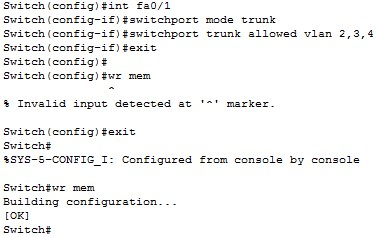 Switch(config)#int fa0/1
Switch(config-if)#switchport mode trunk
Switch(config-if)#switchport trunk allowed vlan 2,3,4
Switch(config-if)#exit
Switch(config)#
Switch(config)#wr mem
^
% Invalid input detected at '^' marker.
Switch(config)#exit
Switch#
%SYS-5-CONFIG_I: Configured from console by console
Switch#wr mem
Building configuration...
[OK]
Switch#